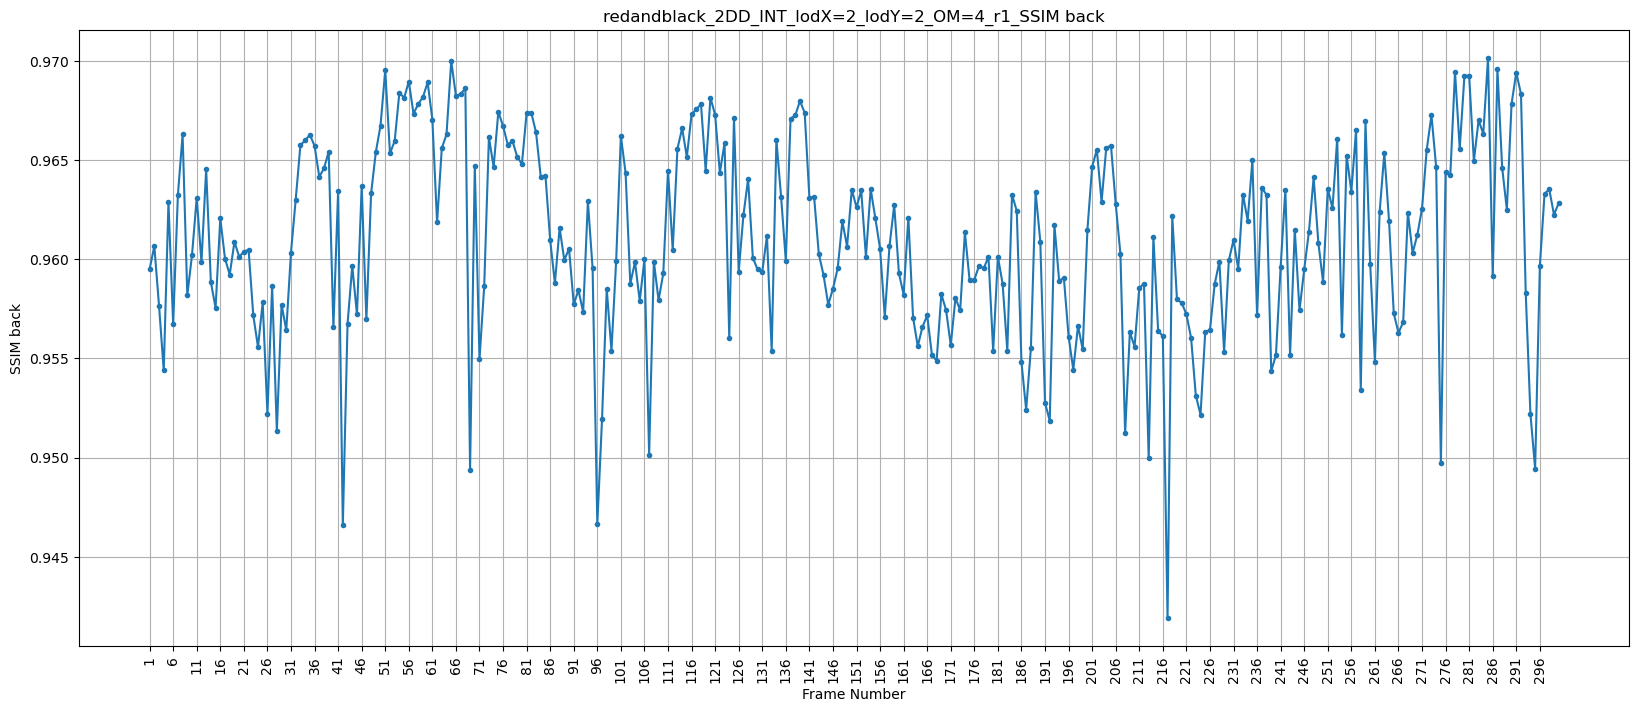 redandblack_2DD_INT_lodX=2_lodY=2_OM=4_r1_SSIM back
0.970
0.965
0.960
0.955
0.950
0.945
SSIM back
1 6 11 16 21 26 31 36 41 46 51 56 61 66 71 76 81 86 91 96 101 106 111 116 121 126 131 136 141 146 151 156 161 166 171 176 181 186 191 196 201 206 211 216 221 226 231 236 241 246 251 256 261 266 271 276 281 286 291 296
Frame Number